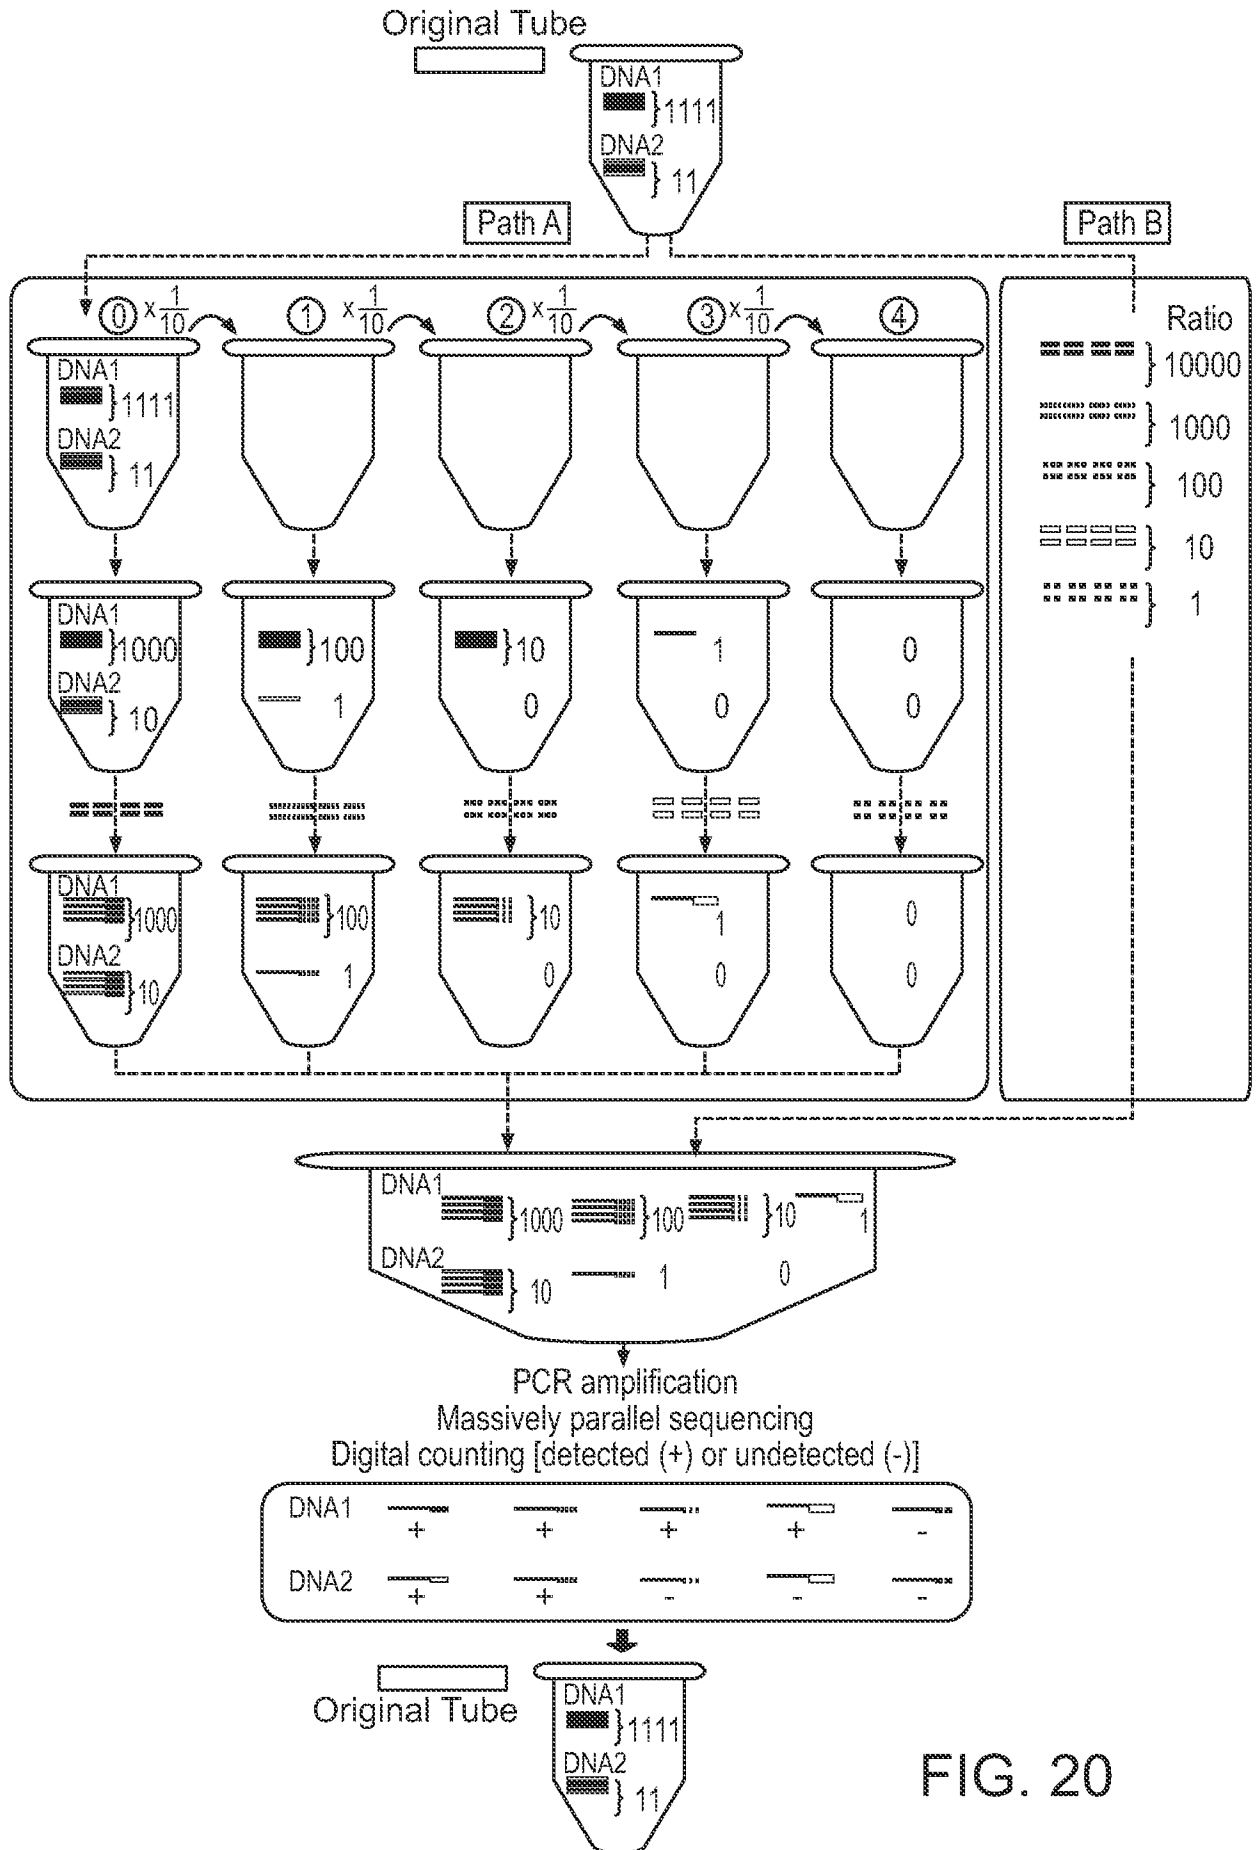 Original Tube
DNA1
1111
DNA2
11
Path A
Path B
0 x 1/10 1 x 1/10 2 x 1/10 3 x 1/10 4
Ratio
10000
1000
100
10
1
DNA1
1111
DNA2
11
DNA1
1000 100 10 1 0
DNA2
10 1 0 0 0
DNA1
1000 100 10 1 0
DNA2
10 1 0 0 0
DNA1
1000 100 10 1
DNA2
10 1 0
PCR amplification
Massively parallel sequencing
Digital counting [detected (+) or undetected (-)]
DNA1
+ + + + -
DNA2
+ + - - -
Original Tube
DNA1
1111
DNA2
11
FIG. 20